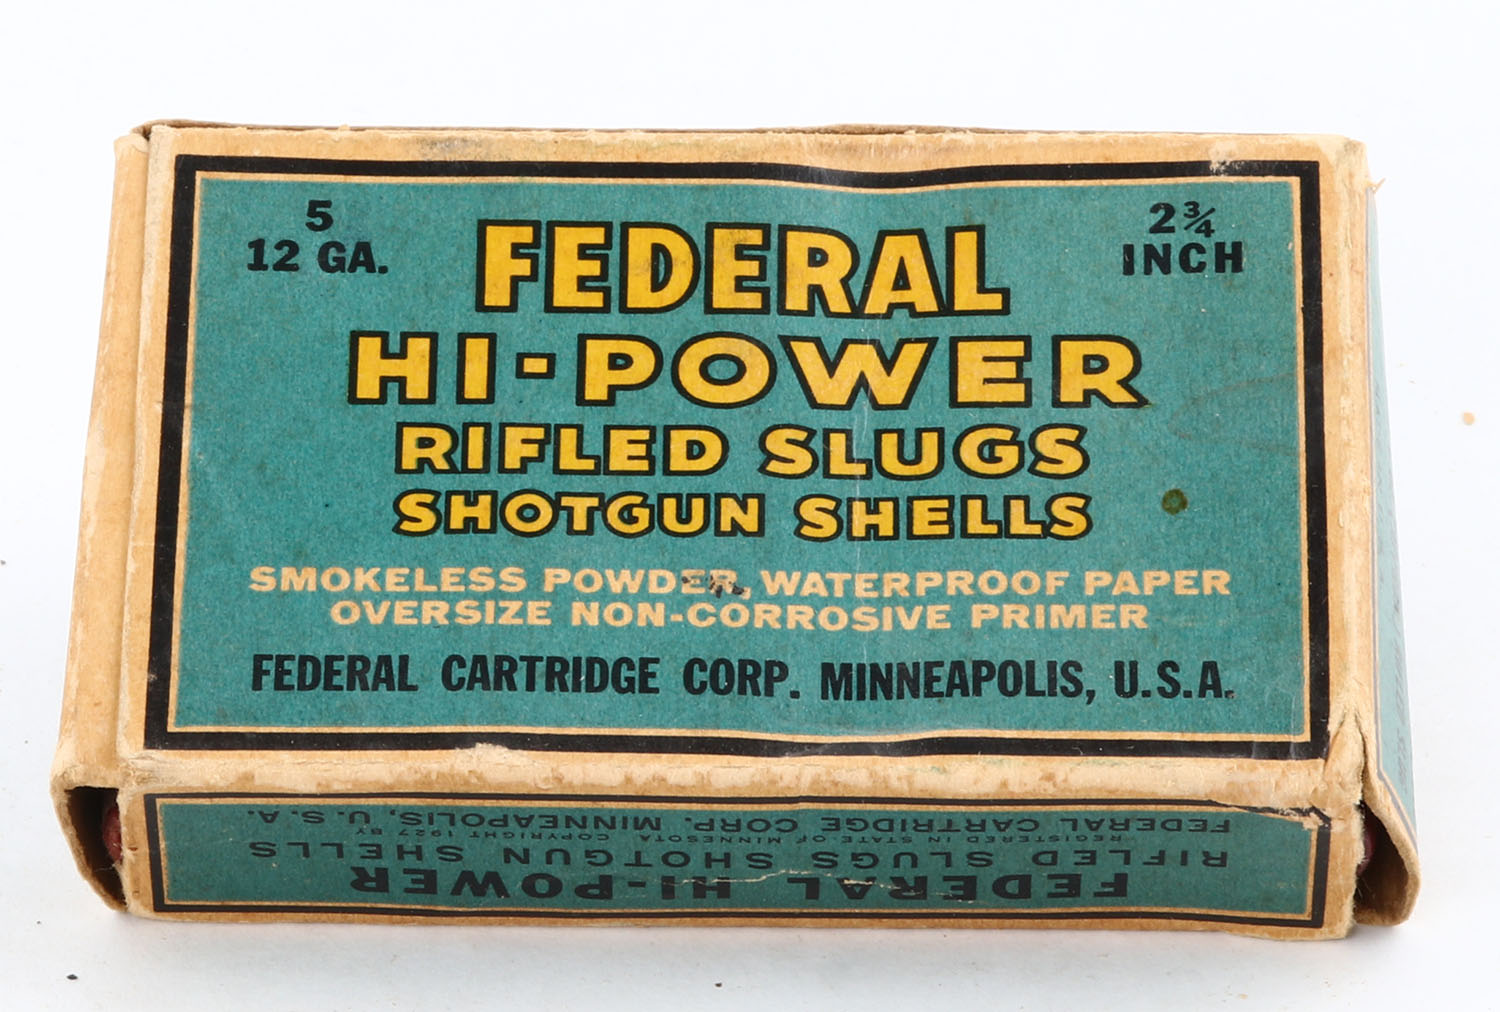 5
12 GA.
2 3/4
INCH
FEDERAL
HI-POWER
RIFLED SLUGS
SHOTGUN SHELLS
SMOKELESS POWDER, WATERPROOF PAPER
OVERSIZE NON-CORROSIVE PRIMER
FEDERAL CARTRIDGE CORP. MINNEAPOLIS, U.S.A.
FEDERAL HI-POWER
RIFLED SLUGS SHOTGUN SHELLS
REGISTERED IN STATE OF MINNESOTA COPYRIGHT 1927 BY
FEDERAL CARTRIDGE CORP. MINNEAPOLIS, U.S.A.